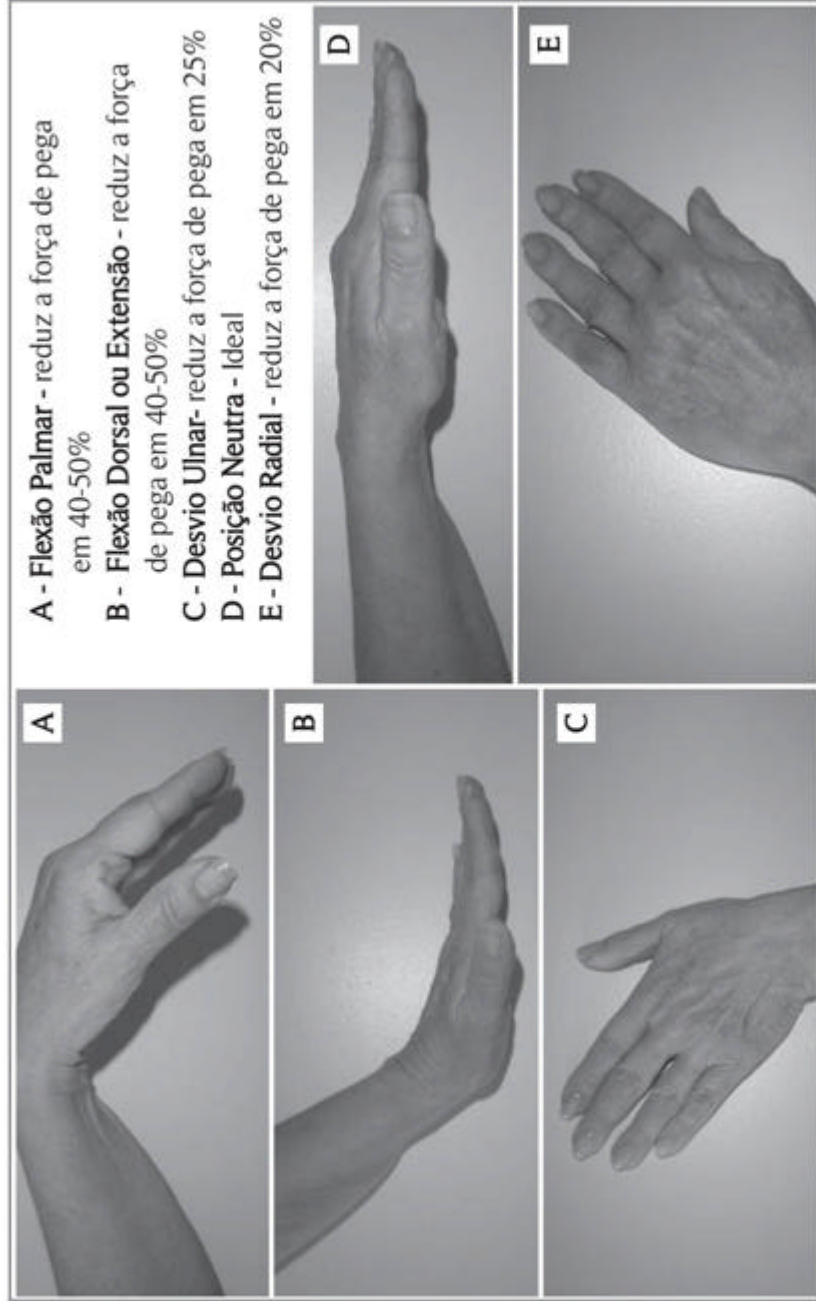 A - Flexão Palmar - reduz a força de pega
em 40-50%
B - Flexão Dorsal ou Extensão - reduz a força
de pega em 40-50%
C - Desvio Ulnar- reduz a força de pega em 25%
D - Posição Neutra - Ideal
E - Desvio Radial - reduz a força de pega em 20%
A
B
C
D
E